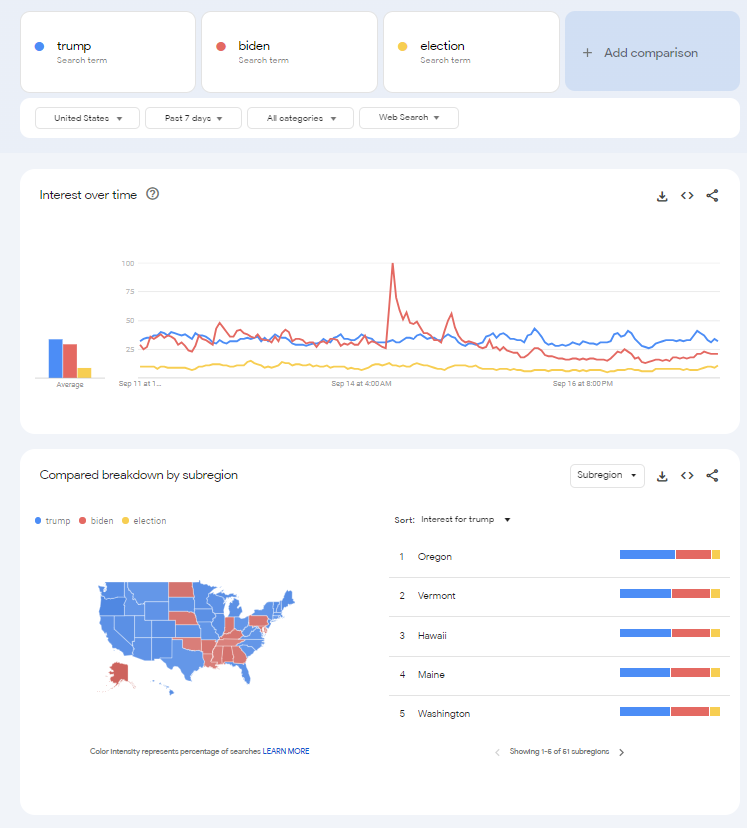 trump
Search term
biden
Search term
election
Search term
+ Add comparison
United States
Past 7 days
All categories
Web Search
Interest over time
100
75
50
25
Average
Sep 11 at 1...
Sep 14 at 4:00 AM
Sep 16 at 8:00 PM
Compared breakdown by subregion
Subregion
trump biden election
Sort: Interest for trump
1 Oregon
2 Vermont
3 Hawaii
4 Maine
5 Washington
Color intensity represents percentage of searches LEARN MORE
Showing 1-6 of 61 subregions